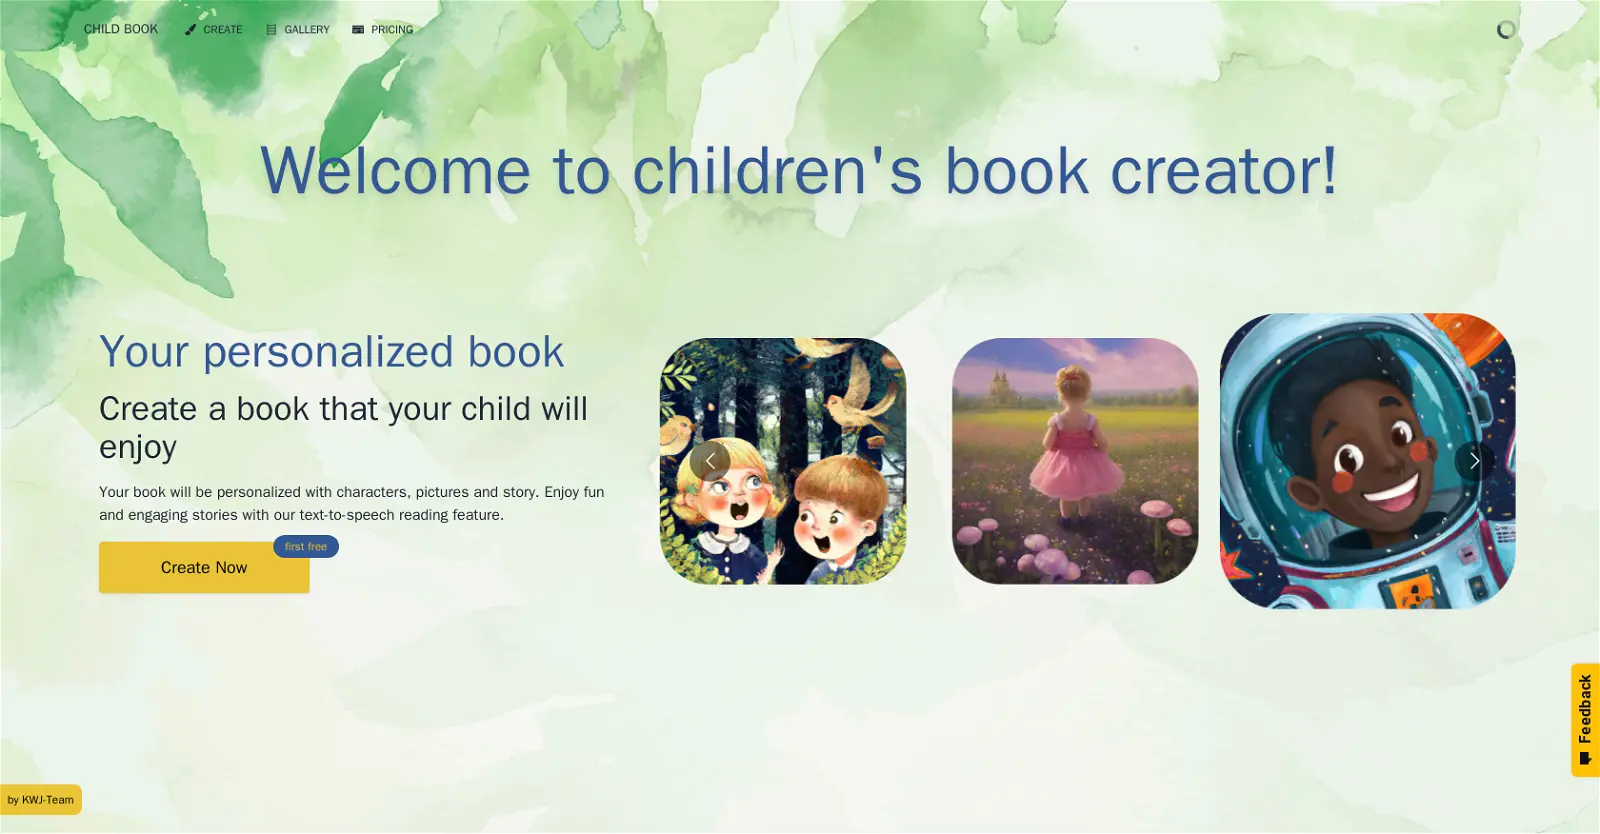 CHILD BOOK
CREATE
GALLERY
PRICING
Welcome to children's book creator!
Your personalized book
Create a book that your child will
enjoy
Your book will be personalized with characters, pictures and story. Enjoy fun
and engaging stories with our text-to-speech reading feature.
first free
Create Now
Feedback
by KWJ-Team